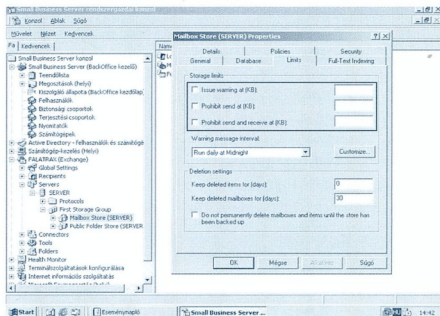 Small Business Server rendszergazdai konzol
Konzol Ablak Súgó
Művelet Nézet Kedvencek
Fa Kedvencek
Small Business Server konzol
Small Business Server (BackOffice kezelő)
Teendőlista
Megosztások (helyi)
Kiszolgáló állapota (BackOffice kezdőlap
Felhasználók
Biztonsági csoportok
Terjesztési csoportok
Nyomtatók
Számítógépek
Active Directory - felhasználók és számítógé
Számítógép-kezelés (Helyi)
FALATRAX (Exchange)
Global Settings
Recipients
Servers
SERVER
Protocols
First Storage Group
Mailbox Store (SERVER)
Public Folder Store (SERVER
Connectors
Tools
Folders
Health Monitor
Terminálszolgáltatások konfigurálása
Internet információs szolgáltatás
Name
Mailbox Store (SERVER) Properties
Details Policies Security
General Database Limits Full-Text Indexing
Storage limits
Issue warning at (KB):
Prohibit send at (KB):
Prohibit send and receive at (KB):
Warning message interval:
Run daily at Midnight Customize...
Deletion settings
Keep deleted items for (days): 0
Keep deleted mailboxes for (days): 30
Do not permanently delete mailboxes and items until the store has
been backed up
OK Mégse Alkalmaz Súgó
Start Eseménynapló Small Business Server ... HU 14:42